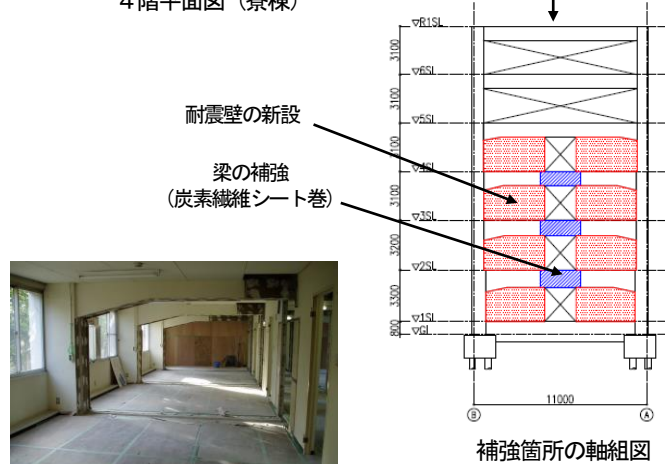 4階平面図（寮棟）
▽R1SL
3100
▽6SL
3100
▽5SL
3100
▽4SL
3100
▽3SL
3200
▽2SL
3300
▽1SL
800
▽GL
耐震壁の新設
梁の補強
（炭素繊維シート巻）
11000
B
A
補強箇所の軸組図